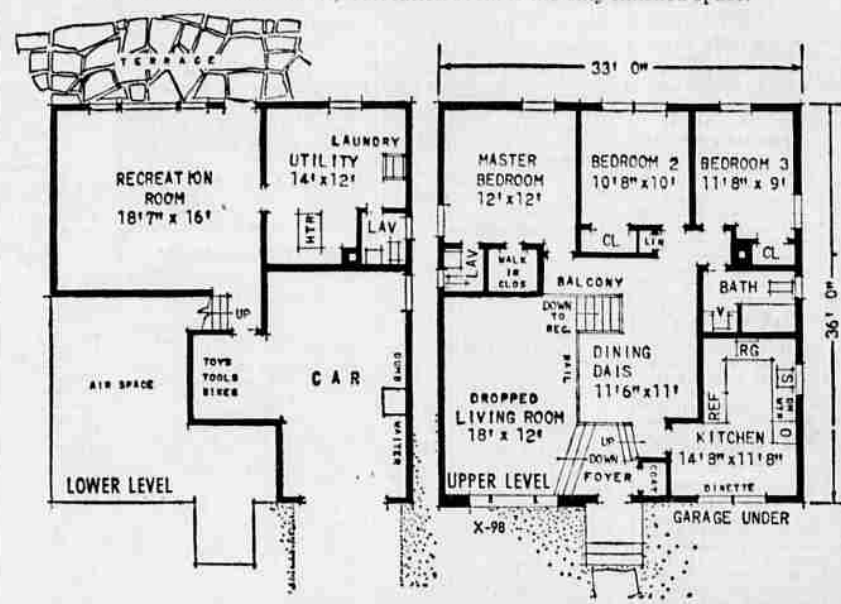 TERRACE
RECREATION
ROOM
18'7" x 16'
LAUNDRY
UTILITY
14' x 12'
HTR
LAV
UP
TOYS
TOOLS
BIKES
AIR SPACE
CAR
DUMB
WAITER
LOWER LEVEL
33' 0"
36' 0"
MASTER
BEDROOM
12' x 12'
BEDROOM 2
10'8" x 10'
BEDROOM 3
11'8" x 9'
CL
LIN
CL
LAV
WALK
IN
CLOS
BALCONY
BATH
V
DOWN
TO
REC.
RAIL
DINING
DAIS
11'6" x 11'
DROPPED
LIVING ROOM
18' x 12'
RG
REF
S
DM
WTR
O
KITCHEN
14'8" x 11'8"
DINETTE
UP
DOWN
FOYER
COAT
UPPER LEVEL
X-98
GARAGE UNDER